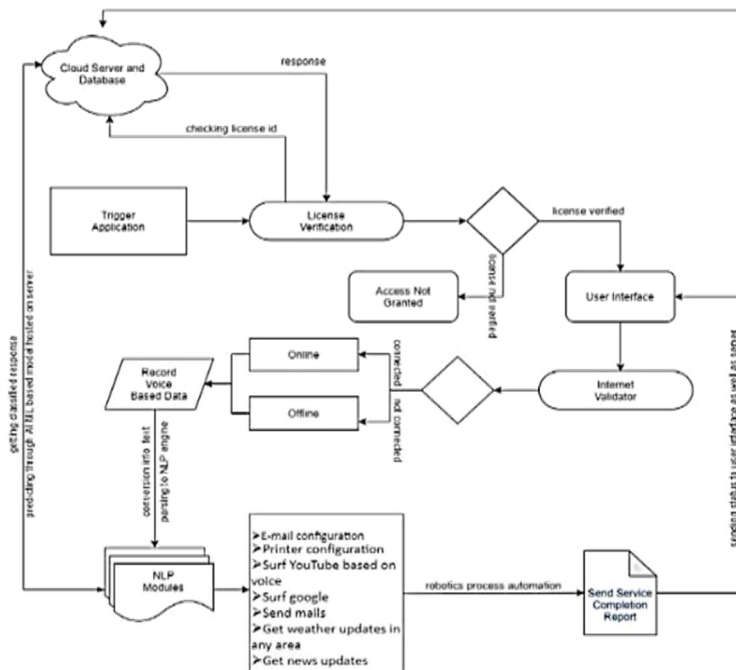 Cloud Server and
Database
response
checking license id
Trigger
Application
License
Verification
license verified
license not verified
Access Not
Granted
User Interface
Online
Offline
connected
not connected
Internet
Validator
Record
Voice
Based Data
conversion into text
parsing to NLP engine
getting classified response
predicting through AI ML based model hosted on server
NLP
Modules
➢E-mail configuration
➢Printer configuration
➢Surf YouTube based on
voice
➢Surf google
➢Send mails
➢Get weather updates in
any area
➢Get news updates
robotics process automation
Send Service
Completion
Report
sending status to user interface as well as server